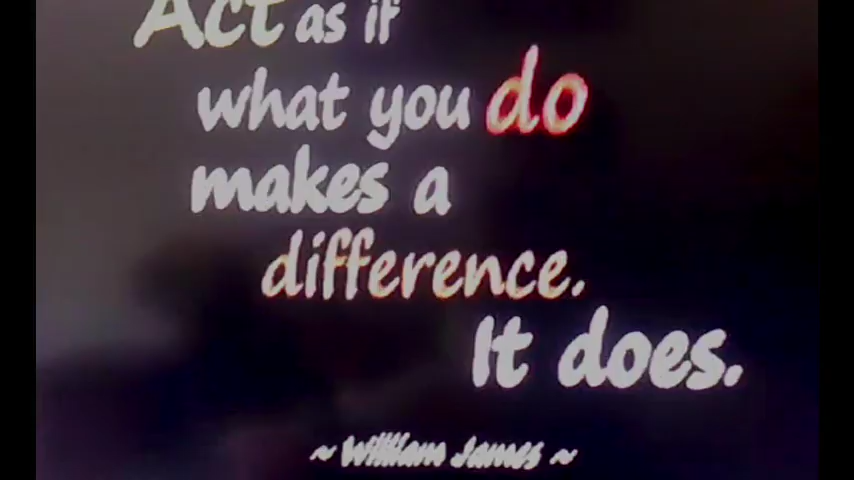 Act as if
what you do
makes a
difference.
It does.
~ William James ~